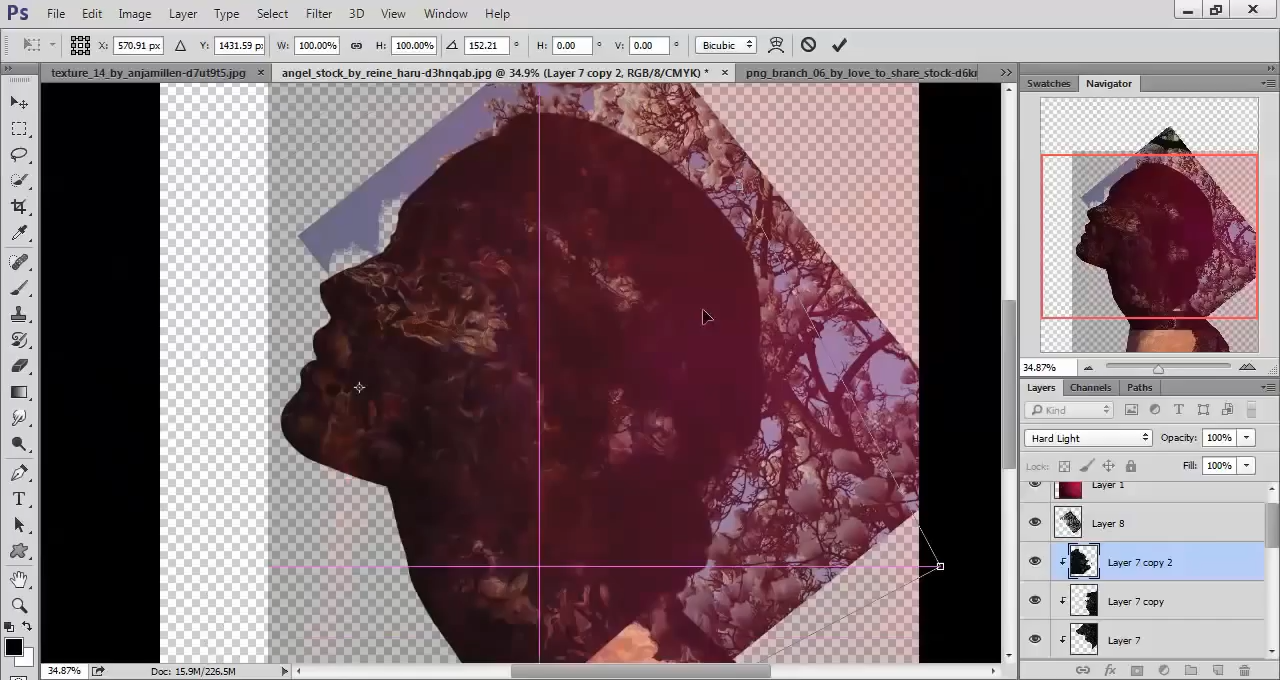 Ps File Edit Image Layer Type Select Filter 3D View Window Help
X: 570.91 px Y: 1431.59 px W: 100.00% H: 100.00% 152.21 ° H: 0.00 ° V: 0.00 ° Bicubic
texture_14_by_anjamillen-d7ut9t5.jpg × angel_stock_by_reine_haru-d3hnqab.jpg @ 34.9% (Layer 7 copy 2, RGB/8/CMYK) * × png_branch_06_by_love_to_share_stock-d6k
Swatches Navigator
34.87%
Layers Channels Paths
Kind
Hard Light Opacity: 100%
Lock: Fill: 100%
Layer 1
Layer 8
Layer 7 copy 2
Layer 7 copy
Layer 7
34.87% Doc: 15.9M/226.5M